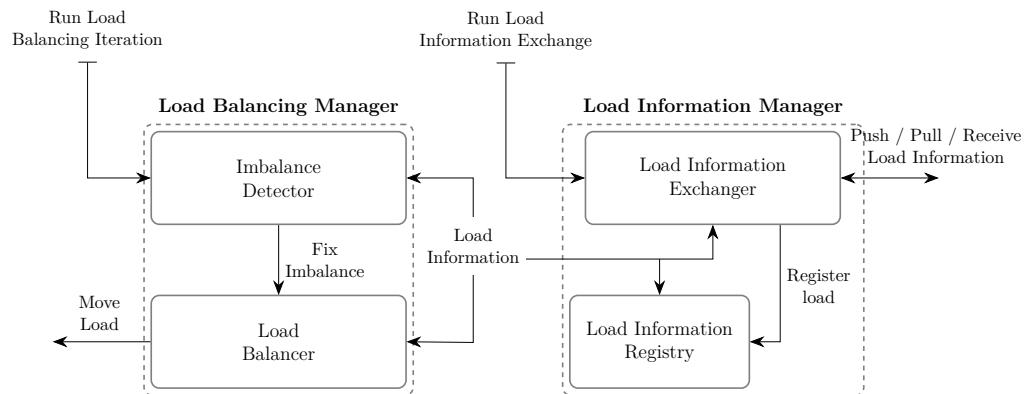 Run Load
Balancing Iteration
Run Load
Information Exchange
Load Balancing Manager
Load Information Manager
Imbalance
Detector
Load Information
Exchanger
Push / Pull / Receive
Load Information
Fix
Imbalance
Load
Information
Register
load
Move
Load
Load
Balancer
Load Information
Registry